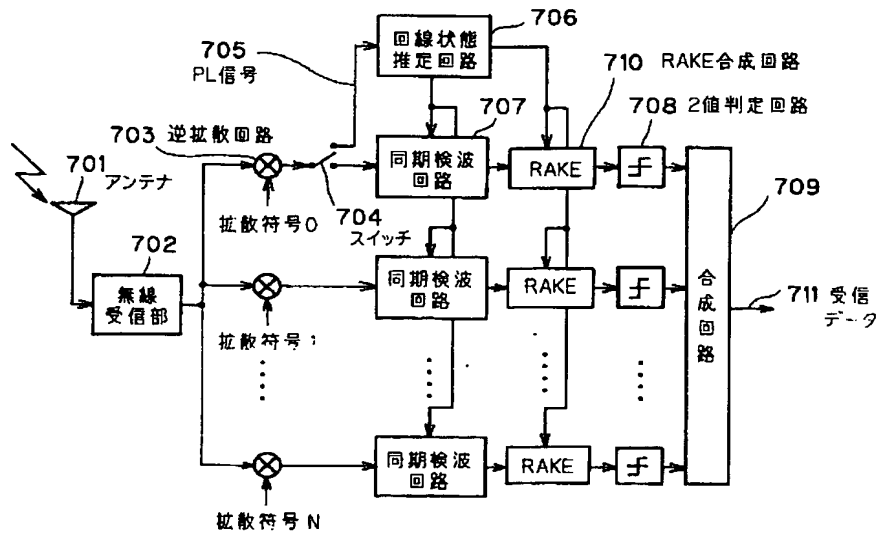 706
回線状態
推定回路
705
PL信号
710 RAKE合成回路
707
708 2値判定回路
703 逆拡散回路
同期検波
回路
RAKE
701 アンテナ
拡散符号0
704
スイッチ
709
702
無線
受信部
同期検波
回路
RAKE
合成回路
711 受信
データ
拡散符号1
同期検波
回路
RAKE
拡散符号N